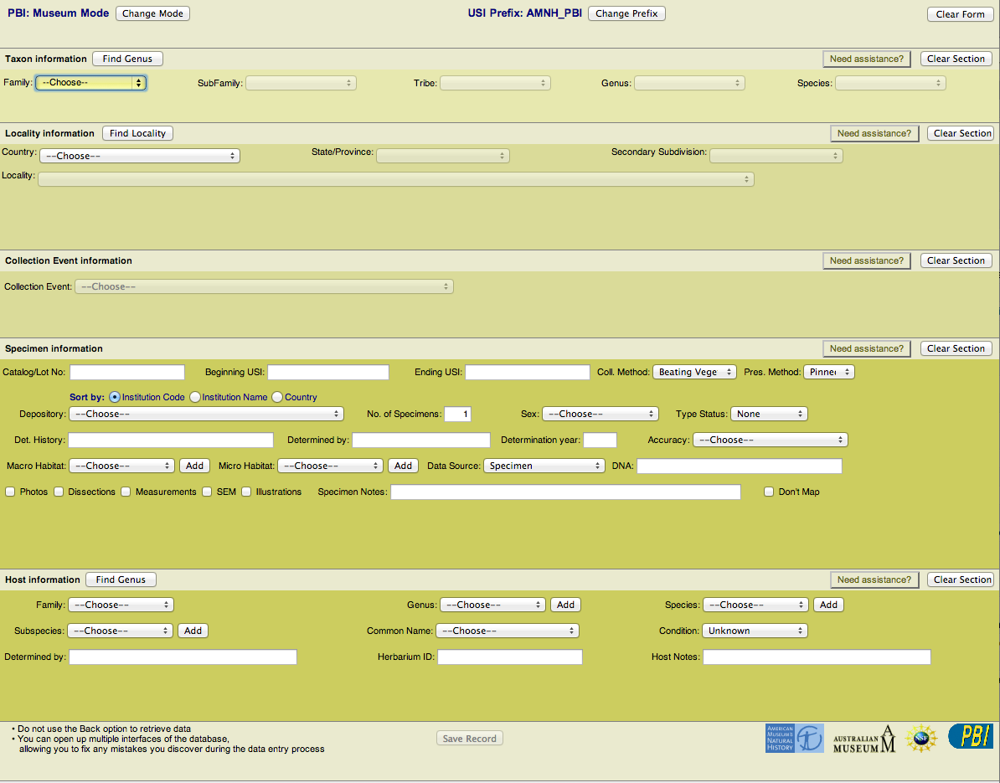 PBI: Museum Mode Change Mode USI Prefix: AMNH_PBI Change Prefix Clear Form
Taxon information Find Genus Need assistance? Clear Section
Family: --Choose-- SubFamily: Tribe: Genus: Species:
Locality information Find Locality Need assistance? Clear Section
Country: --Choose-- State/Province: Secondary Subdivision:
Locality:
Collection Event information Need assistance? Clear Section
Collection Event: --Choose--
Specimen information Need assistance? Clear Section
Catalog/Lot No: Beginning USI: Ending USI: Coll. Method: Beating Vege Pres. Method: Pinne
Sort by: Institution Code Institution Name Country
Depository: --Choose-- No. of Specimens: 1 Sex: --Choose-- Type Status: None
Det. History: Determined by: Determination year: Accuracy: --Choose--
Macro Habitat: --Choose-- Add Micro Habitat: --Choose-- Add Data Source: Specimen DNA:
Photos Dissections Measurements SEM Illustrations Specimen Notes: Don't Map
Host information Find Genus Need assistance? Clear Section
Family: --Choose-- Genus: --Choose-- Add Species: --Choose-- Add
Subspecies: --Choose-- Add Common Name: --Choose-- Condition: Unknown
Determined by: Herbarium ID: Host Notes:
• Do not use the Back option to retrieve data
• You can open up multiple interfaces of the database,
allowing you to fix any mistakes you discover during the data entry process
Save Record
AMERICAN
MUSEUM &
NATURAL
HISTORY
AUSTRALIAN
MUSEUM
NSF
PBI